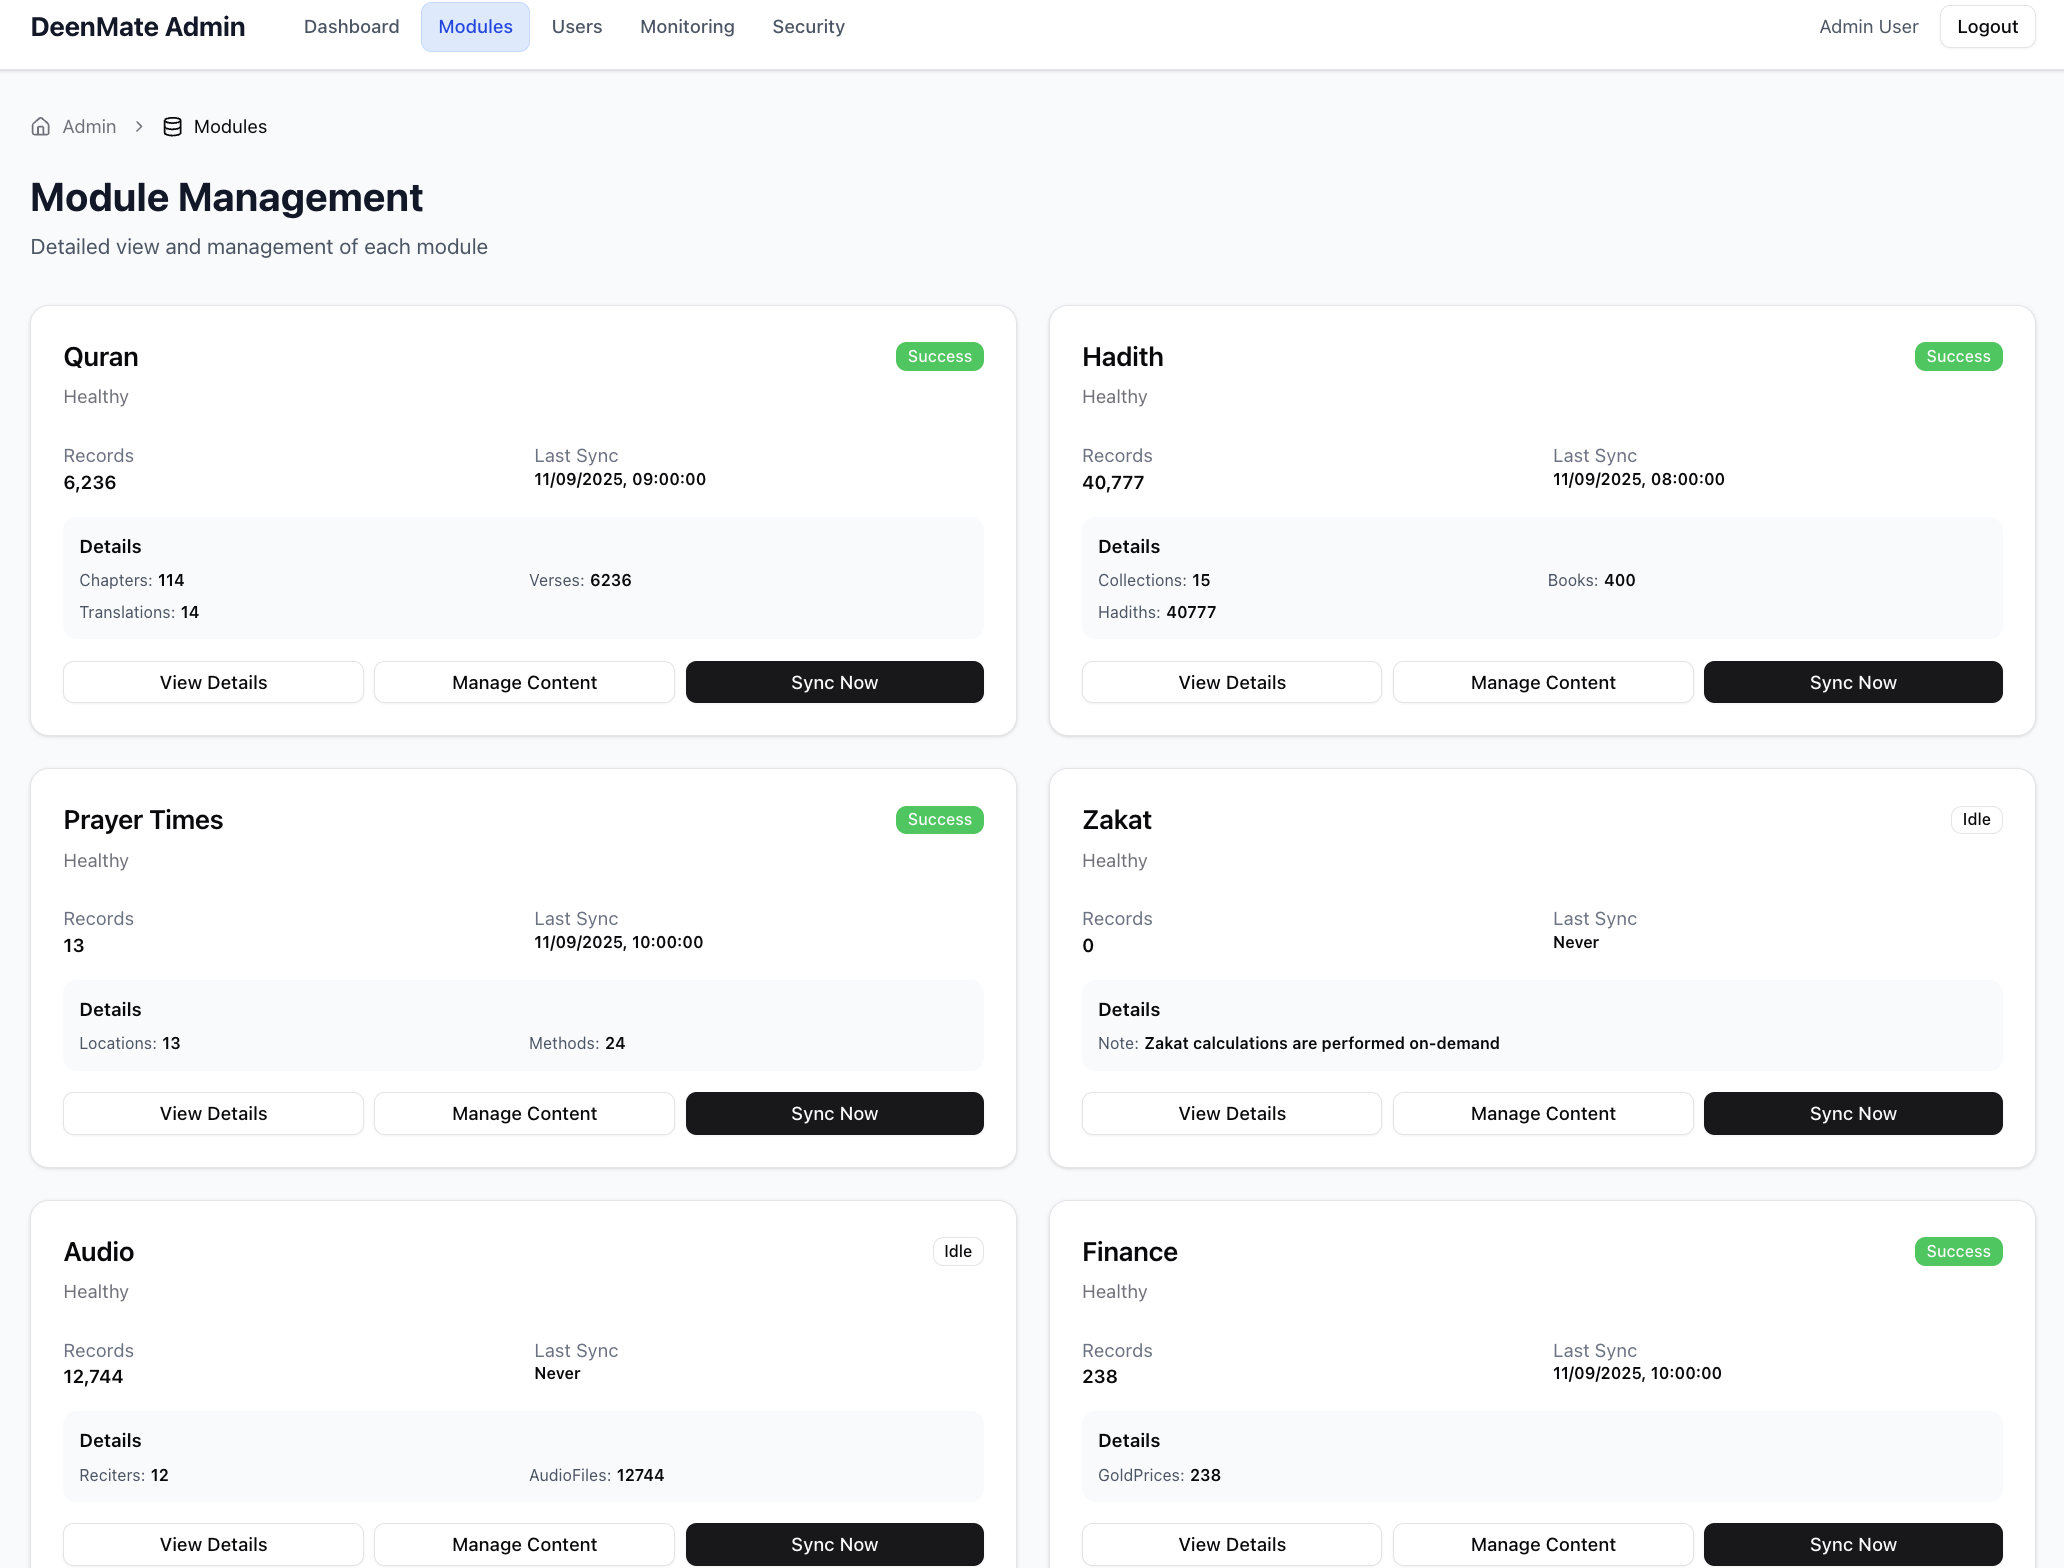 DeenMate Admin Dashboard Modules Users Monitoring Security Admin User Logout
Admin > Modules
Module Management
Detailed view and management of each module
Quran Success
Healthy
Records Last Sync
6,236 11/09/2025, 09:00:00
Details
Chapters: 114 Verses: 6236
Translations: 14
View Details Manage Content Sync Now
Hadith Success
Healthy
Records Last Sync
40,777 11/09/2025, 08:00:00
Details
Collections: 15 Books: 400
Hadiths: 40777
View Details Manage Content Sync Now
Prayer Times Success
Healthy
Records Last Sync
13 11/09/2025, 10:00:00
Details
Locations: 13 Methods: 24
View Details Manage Content Sync Now
Zakat Idle
Healthy
Records Last Sync
0 Never
Details
Note: Zakat calculations are performed on-demand
View Details Manage Content Sync Now
Audio Idle
Healthy
Records Last Sync
12,744 Never
Details
Reciters: 12 AudioFiles: 12744
View Details Manage Content Sync Now
Finance Success
Healthy
Records Last Sync
238 11/09/2025, 10:00:00
Details
GoldPrices: 238
View Details Manage Content Sync Now